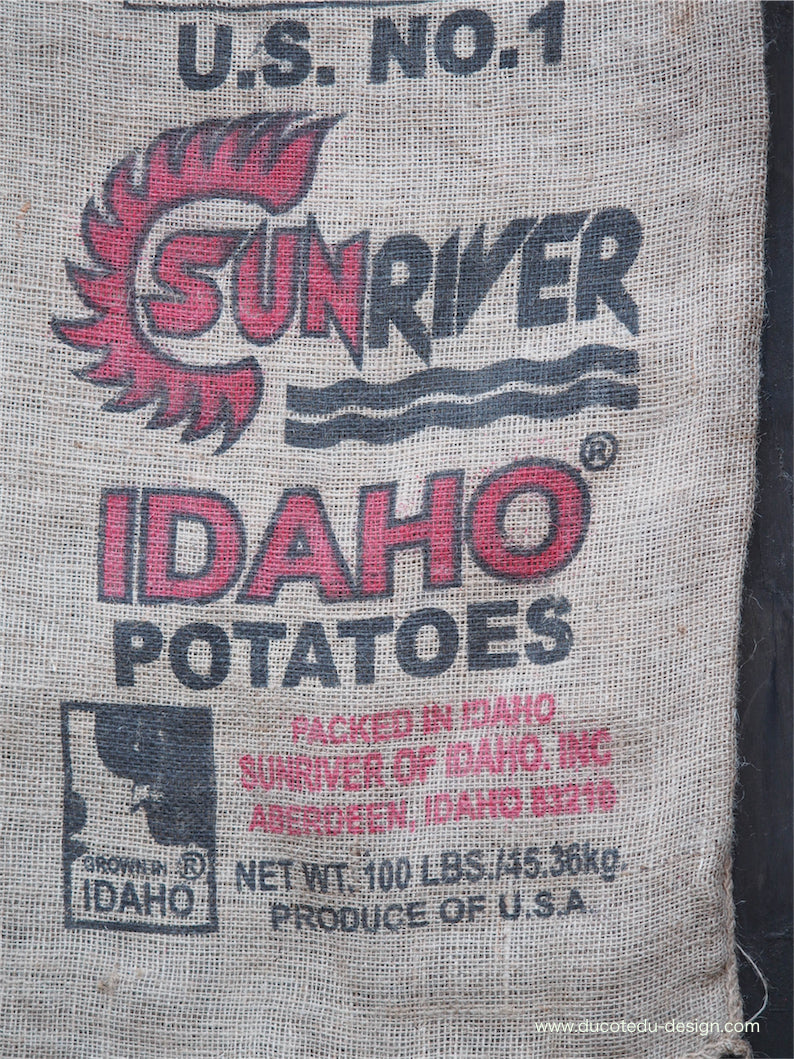 U.S. NO.1
SUNRIVER
IDAHO®
POTATOES
PACKED IN IDAHO
SUNRIVER OF IDAHO, INC
ABERDEEN, IDAHO 83210
GROWN IN ®
IDAHO
NET WT. 100 LBS./45.36kg.
PRODUCE OF U.S.A.
www.ducotedu-design.com